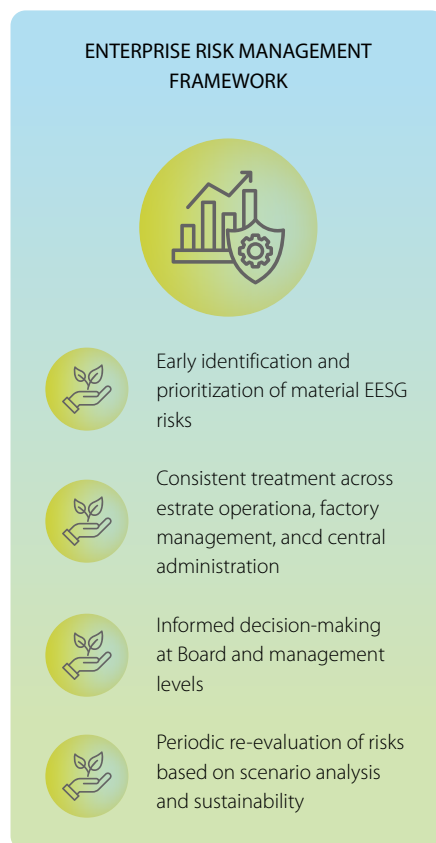 ENTERPRISE RISK MANAGEMENT
FRAMEWORK
Early identification and
prioritization of material EESG
risks
Consistent treatment across
estrate operationa, factory
management, ancd central
administration
Informed decision-making
at Board and management
levels
Periodic re-evaluation of risks
based on scenario analysis
and sustainability